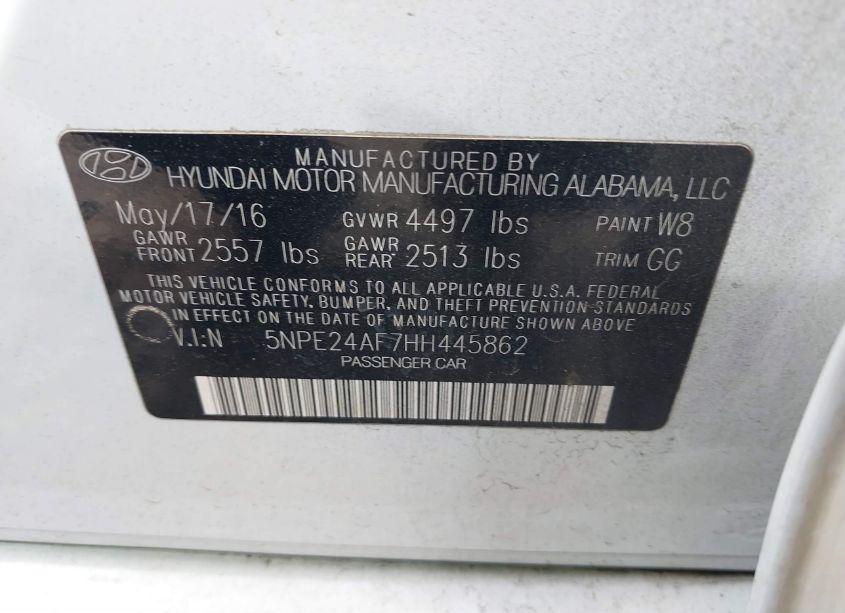 MANUFACTURED BY
HYUNDAI MOTOR MANUFACTURING ALABAMA, LLC
May/17/16 GVWR 4497 lbs PAINT W8
GAWR FRONT 2557 lbs GAWR REAR 2513 lbs TRIM GG
THIS VEHICLE CONFORMS TO ALL APPLICABLE U.S.A. FEDERAL
MOTOR VEHICLE SAFETY, BUMPER, AND THEFT PREVENTION STANDARDS
IN EFFECT ON THE DATE OF MANUFACTURE SHOWN ABOVE
V.I.N 5NPE24AF7HH445862
PASSENGER CAR